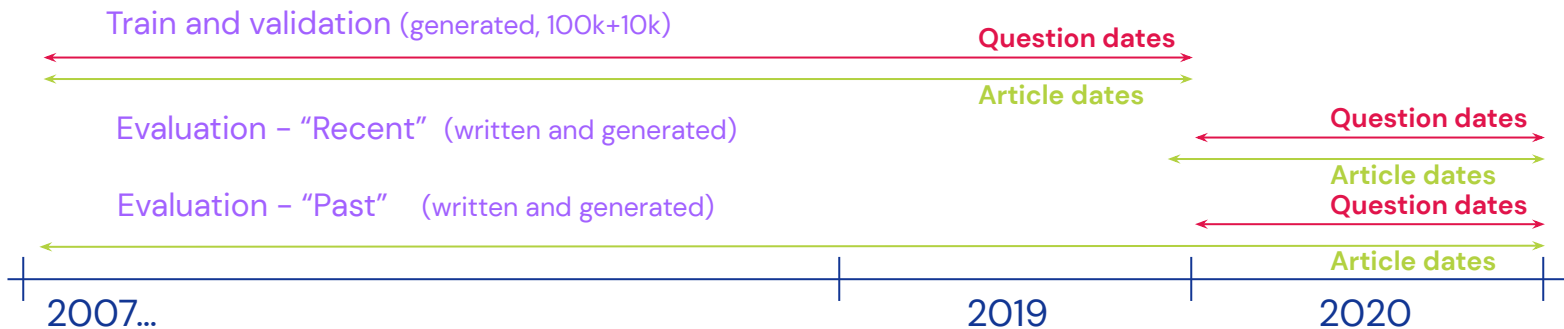 Train and validation (generated, 100k+10k)
Question dates
Article dates
Evaluation - “Recent” (written and generated)
Question dates
Article dates
Evaluation - “Past” (written and generated)
Question dates
Article dates
2007...
2019
2020